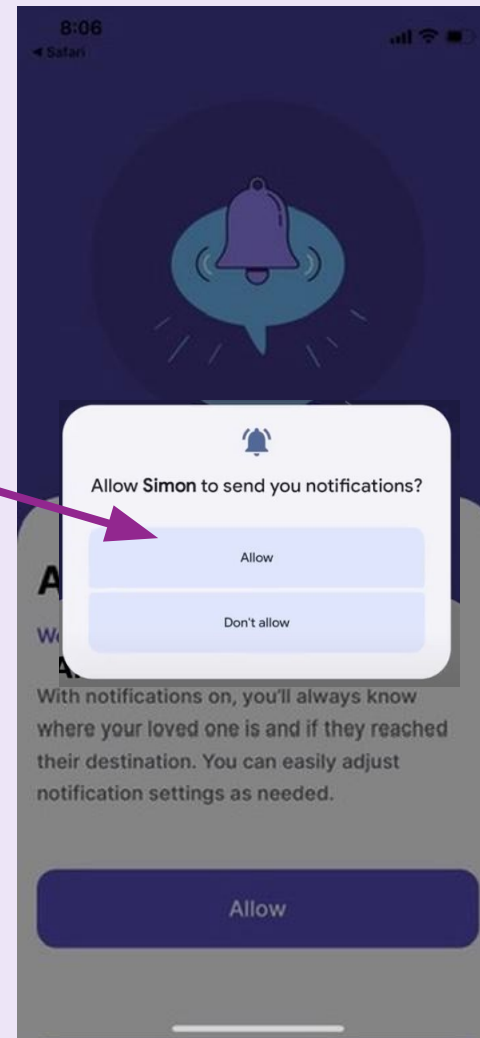 8:06
◄ Safari
Allow Simon to send you notifications?
Allow
Don't allow
A
We
A
With notifications on, you'll always know
where your loved one is and if they reached
their destination. You can easily adjust
notification settings as needed.
Allow